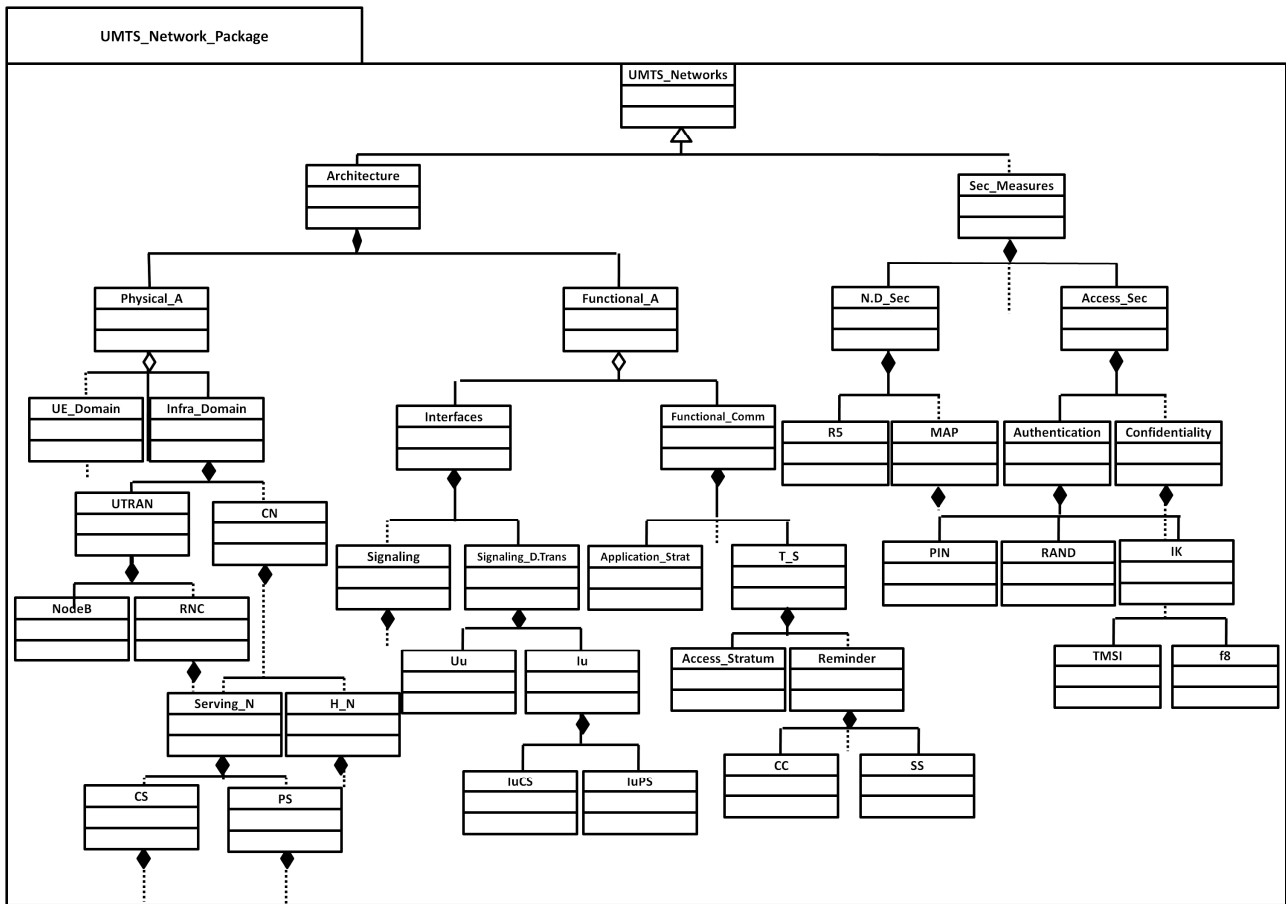 UMTS_Network_Package
UMTS_Networks
Architecture
Sec_Measures
Physical_A
Functional_A
N.D_Sec
Access_Sec
UE_Domain
Infra_Domain
Interfaces
Functional_Comm
R5
MAP
Authentication
Confidentiality
UTRAN
CN
Signaling
Signaling_D.Trans
Application_Strat
T_S
PIN
RAND
IK
NodeB
RNC
Uu
Iu
Access_Stratum
Reminder
TMSI
f8
Serving_N
H_N
IuCS
IuPS
CC
SS
CS
PS